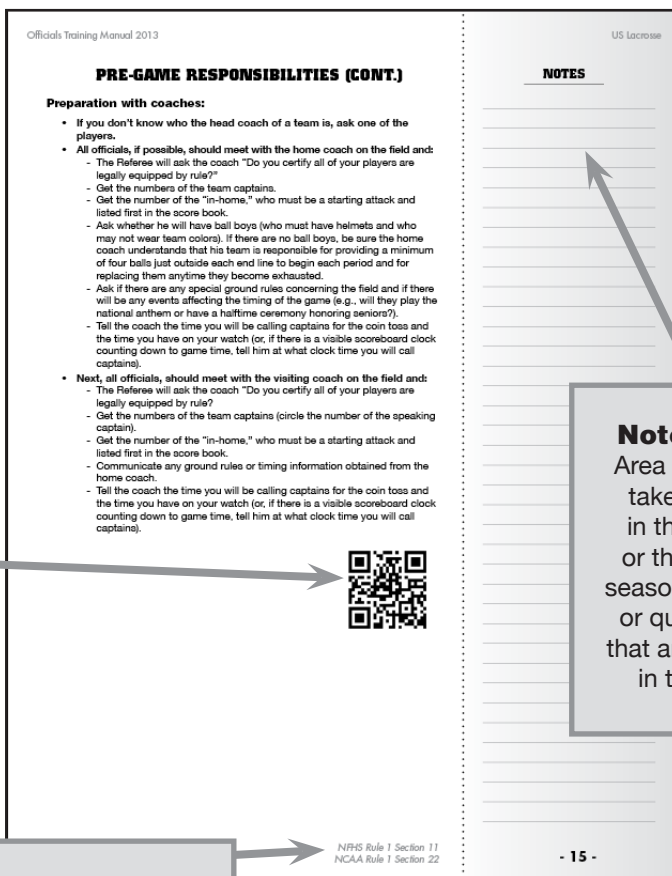 Officials Training Manual 2013
US Lacrosse
PRE-GAME RESPONSIBILITIES (CONT.)
Preparation with coaches:
• If you don't know who the head coach of a team is, ask one of the
players.
• All officials, if possible, should meet with the home coach on the field and:
- The Referee will ask the coach "Do you certify all of your players are
legally equipped by rule?"
- Get the numbers of the team captains.
- Get the number of the "in-home," who must be a starting attack and
listed first in the score book.
- Ask whether he will have ball boys (who must have helmets and who
may not wear team colors). If there are no ball boys, be sure the home
coach understands that his team is responsible for providing a minimum
of four balls just outside each end line to begin each period and for
replacing them anytime they become exhausted.
- Ask if there are any special ground rules concerning the field and if there
will be any events affecting the timing of the game (e.g., will they play the
national anthem or have a halftime ceremony honoring seniors?).
- Tell the coach the time you will be calling captains for the coin toss and
the time you have on your watch (or, if there is a visible scoreboard clock
counting down to game time, tell him at what clock time you will call
captains).
• Next, all officials, should meet with the visiting coach on the field and:
- The Referee will ask the coach "Do you certify all of your players are
legally equipped by rule?
- Get the numbers of the team captains (circle the number of the speaking
captain).
- Get the number of the "in-home," who must be a starting attack and
listed first in the score book.
- Communicate any ground rules or timing information obtained from the
home coach.
- Tell the coach the time you will be calling captains for the coin toss and
the time you have on your watch (or, if there is a visible scoreboard clock
counting down to game time, tell him at what clock time you will call
captains).
NFHS Rule 1 Section 11
NCAA Rule 1 Section 22
NOTES
Area
take
in
or
that
in
- 15 -